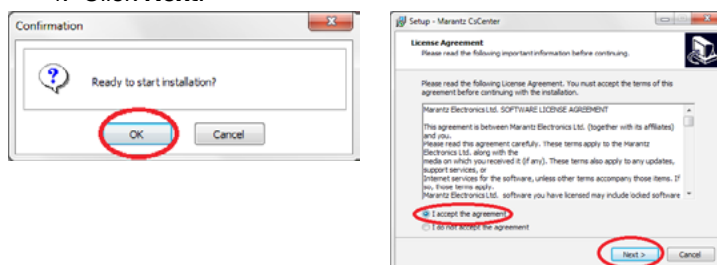 Click Next.
Confirmation
Ready to start installation?
OK
Cancel
Setup - Marantz CsCenter
License Agreement
Please read the following important information before continuing.
Please read the following License Agreement. You must accept the terms of this
agreement before continuing with the installation.
Marantz Electronics Ltd. SOFTWARE LICENSE AGREEMENT
This agreement is between Marantz Electronics Ltd. (together with its affiliates)
and you.
Please read this agreement carefully. These terms apply to the Marantz
Electronics Ltd. along with the
media on which you received it (if any). These terms also apply to any updates,
support services, or
Internet services for the software, unless other terms accompany those items. If
so, those terms apply.
Marantz Electronics Ltd. software you have licensed may include locked software
I accept the agreement
I do not accept the agreement
Next >
Cancel